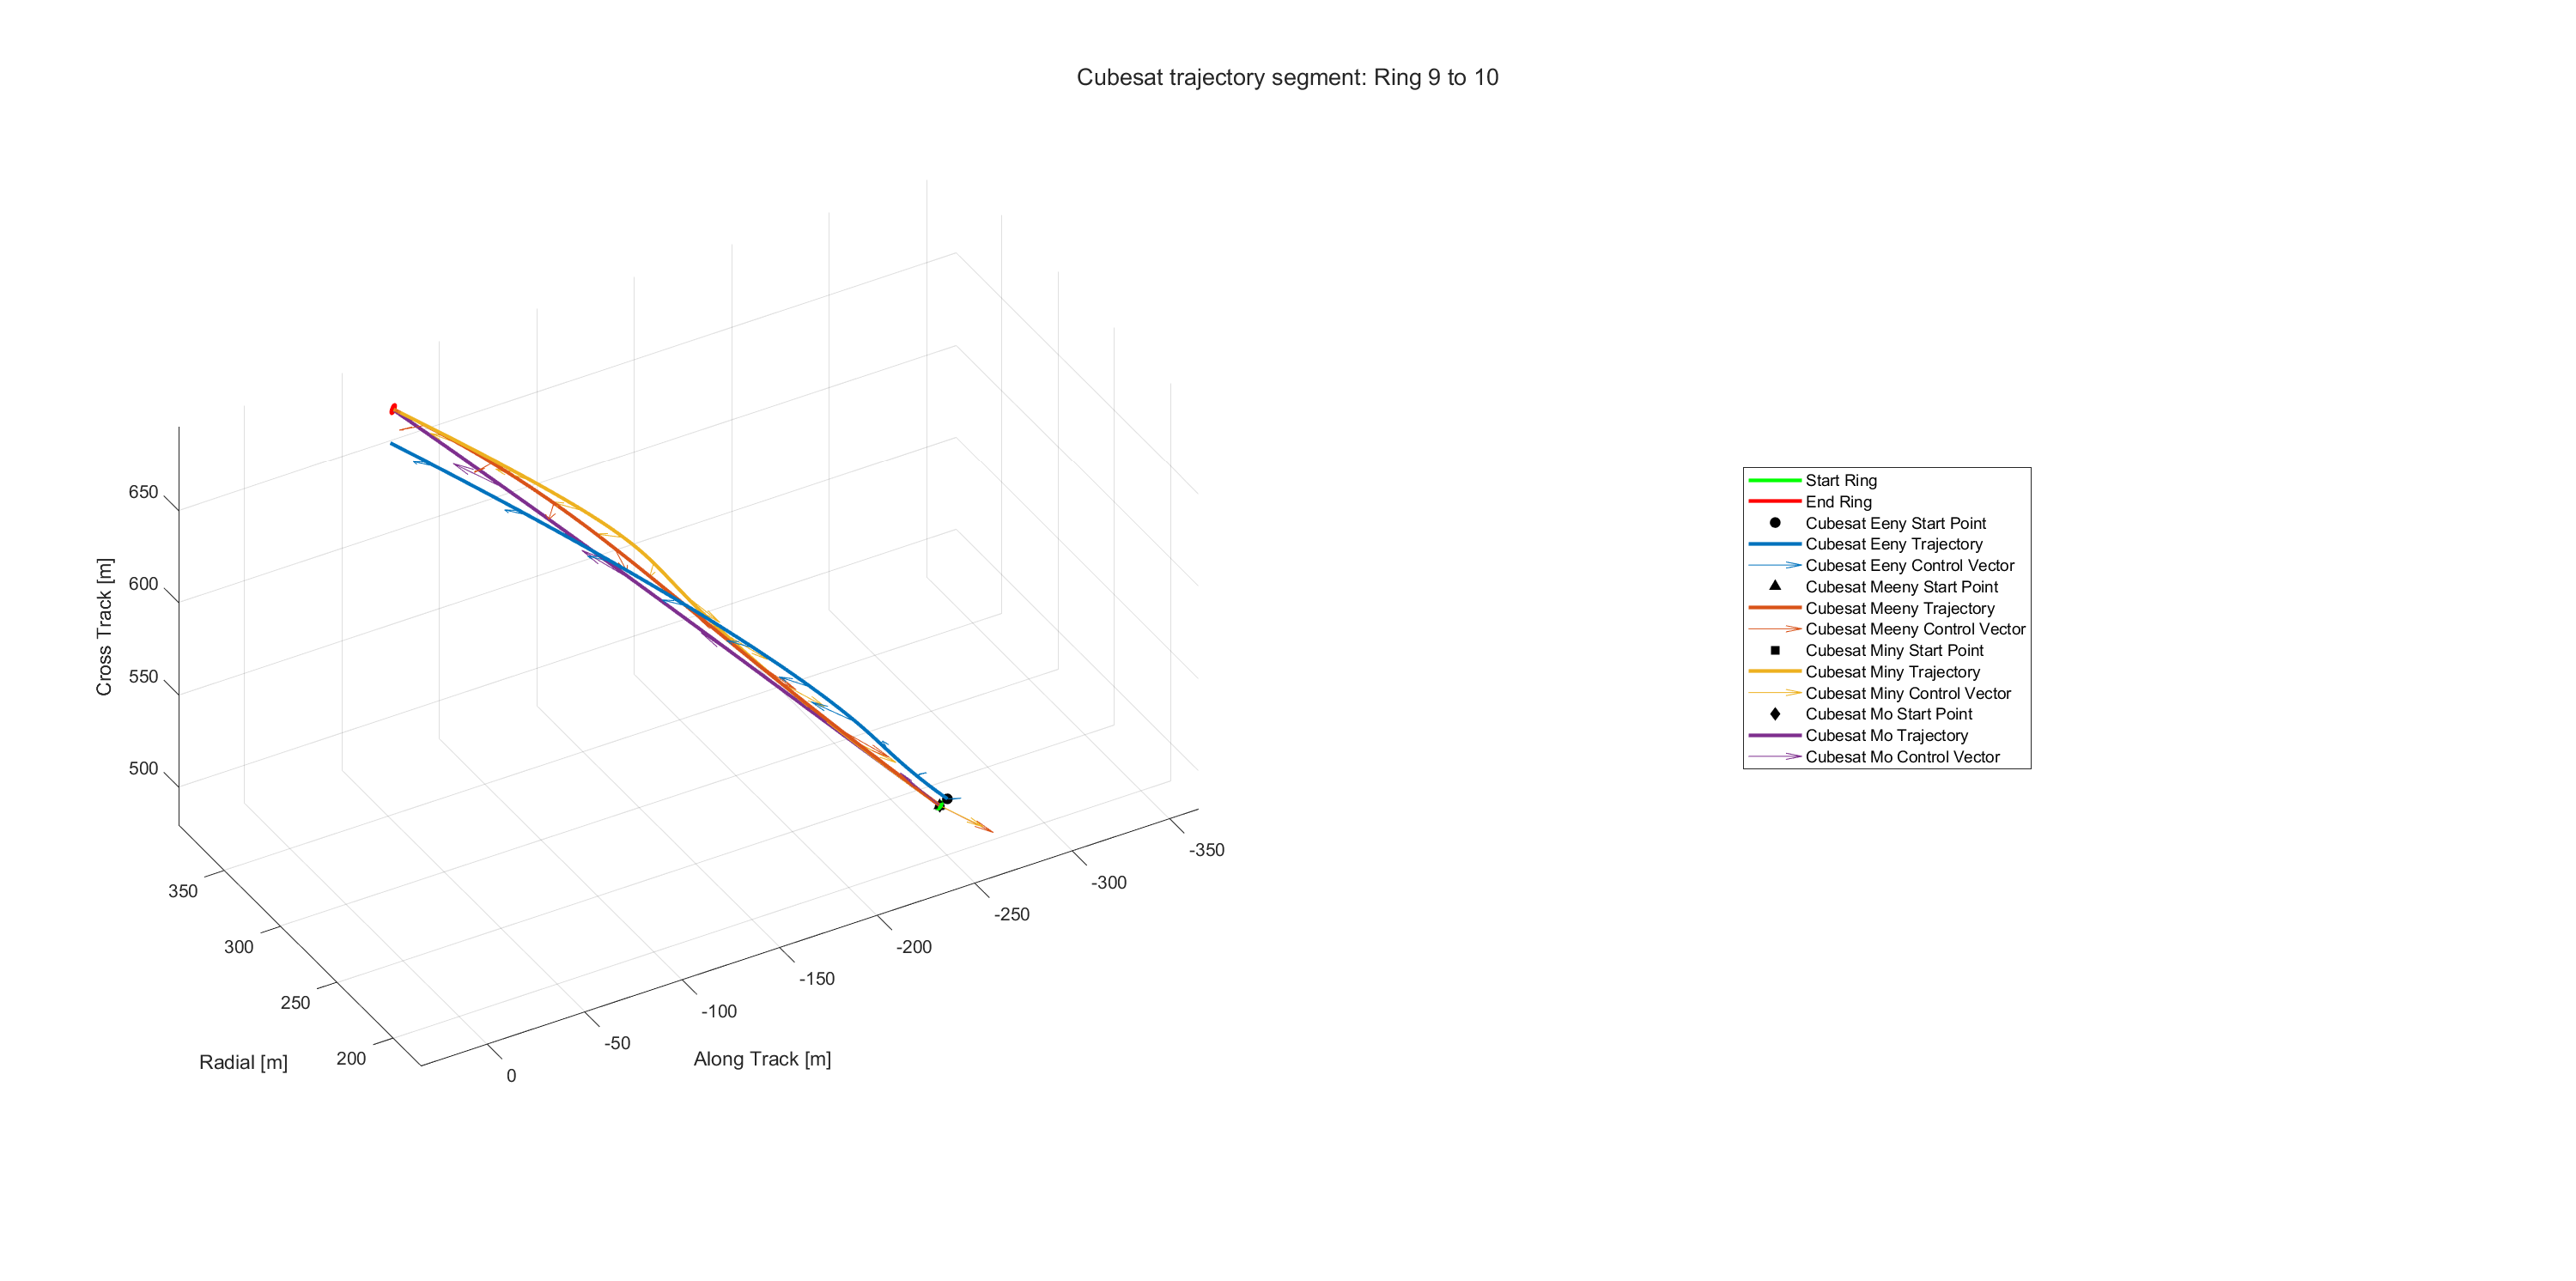 Cubesat trajectory segment: Ring 9 to 10
650
600
550
500
Cross Track [m]
350
300
250
200
Radial [m]
0
-50
-100
-150
-200
-250
-300
-350
Along Track [m]
Start Ring
End Ring
Cubesat Eeny Start Point
Cubesat Eeny Trajectory
Cubesat Eeny Control Vector
Cubesat Meeny Start Point
Cubesat Meeny Trajectory
Cubesat Meeny Control Vector
Cubesat Miny Start Point
Cubesat Miny Trajectory
Cubesat Miny Control Vector
Cubesat Mo Start Point
Cubesat Mo Trajectory
Cubesat Mo Control Vector